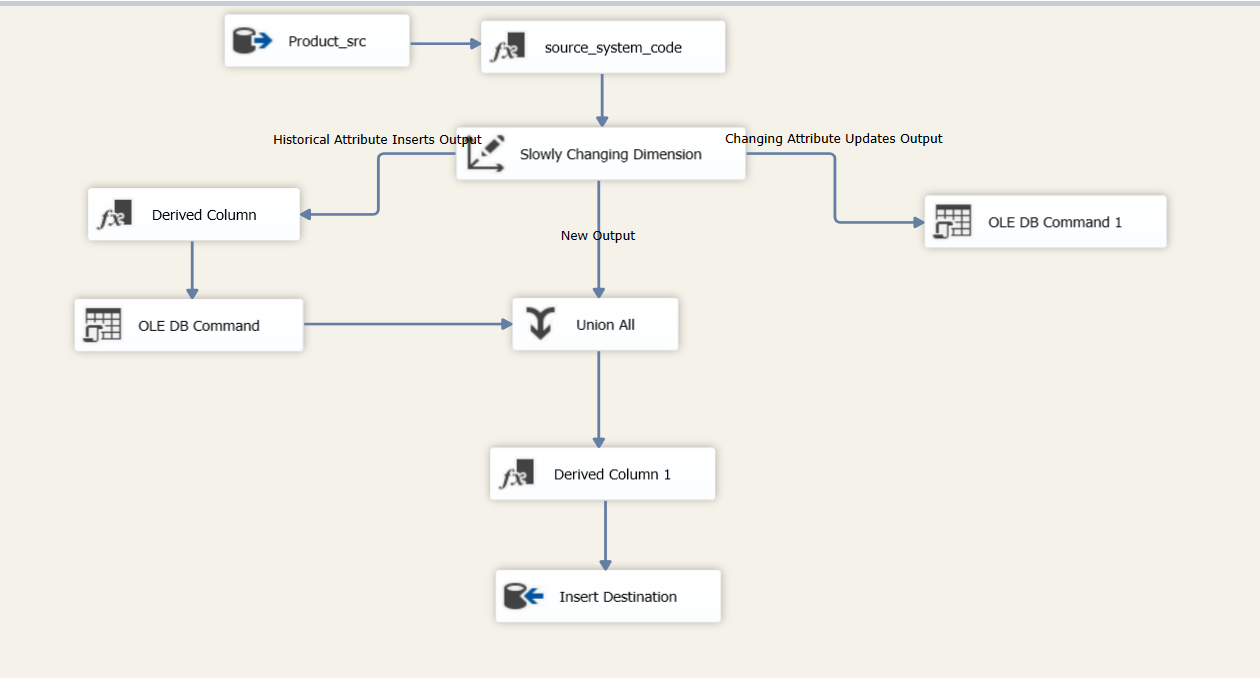 Product_src
source_system_code
Historical Attribute Inserts Output
Changing Attribute Updates Output
Slowly Changing Dimension
Derived Column
OLE DB Command 1
New Output
OLE DB Command
Union All
Derived Column 1
Insert Destination